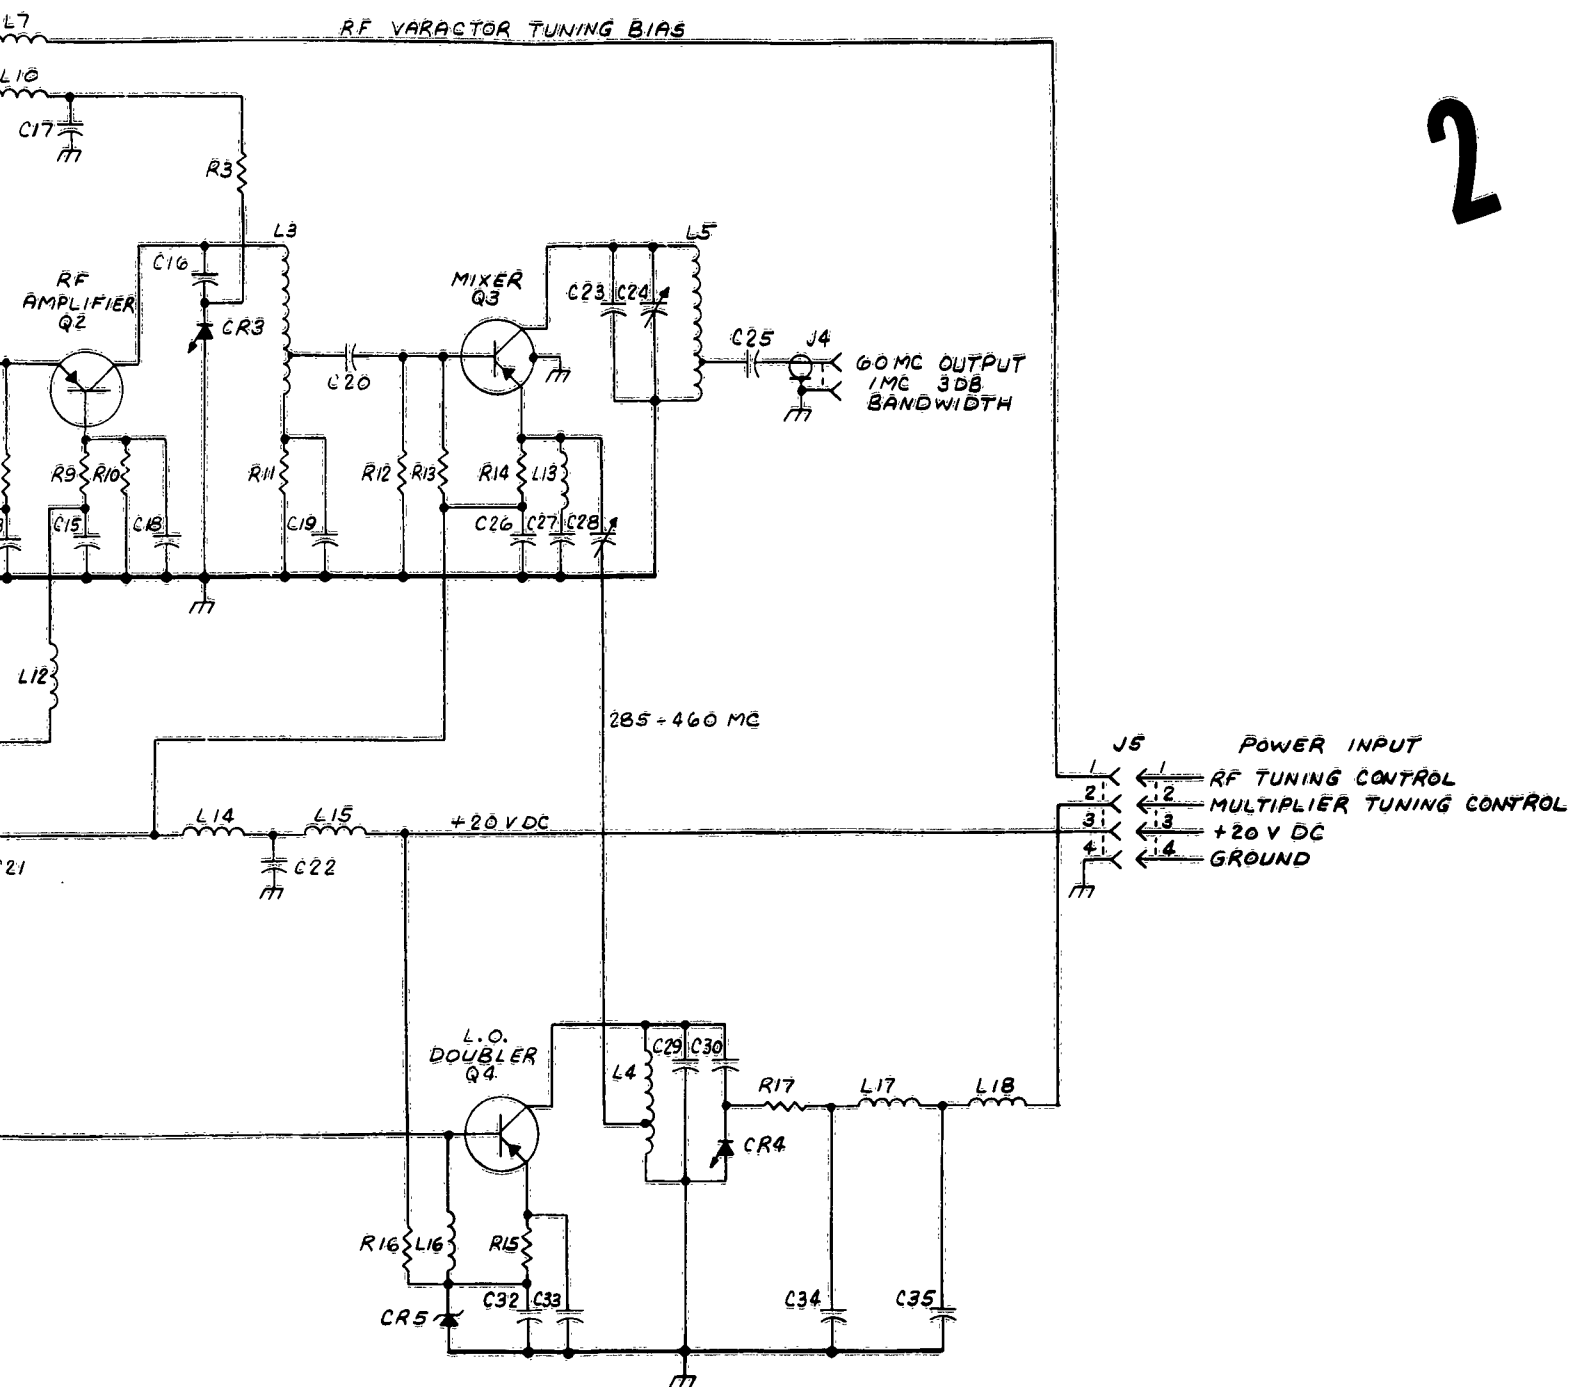 L7
RF VARACTOR TUNING BIAS
L10
C17
2
R3
L3
L5
C16
RF
AMPLIFIER
Q2
CR3
MIXER
Q3
C23
C24
C25
J4
C20
60 MC OUTPUT
1MC 3DB
BANDWIDTH
R9
R10
R11
R12
R13
R14
L13
C15
C18
C19
C26
C27
C28
L12
285-460 MC
J5
POWER INPUT
1
1
RF TUNING CONTROL
2
2
MULTIPLIER TUNING CONTROL
3
3
+20 V DC
4
4
GROUND
L14
L15
+20 VDC
C21
C22
L.O.
DOUBLER
Q4
L4
C29
C30
R17
L17
L18
CR4
R16
L16
R15
CR5
C32
C33
C34
C35